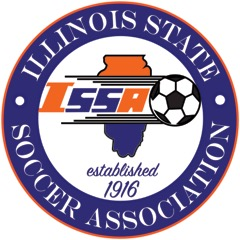 ILLINOIS STATE
ISSA
established
1916
SOCCER ASSOCIATION